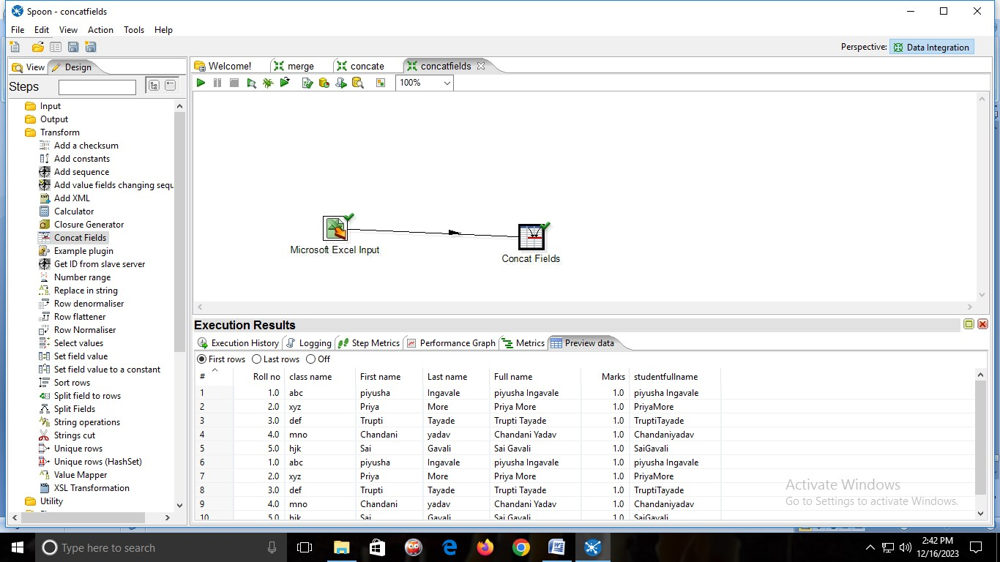 Spoon - concatfields
File Edit View Action Tools Help
Perspective: Data Integration
View Design
Welcome! merge concate concatfields
Steps
100%
Input
Output
Transform
Add a checksum
Add constants
Add sequence
Add value fields changing sequ
Add XML
Calculator
Closure Generator
Concat Fields
Example plugin
Get ID from slave server
Number range
Replace in string
Row denormaliser
Row flattener
Row Normaliser
Select values
Set field value
Set field value to a constant
Sort rows
Split field to rows
Split Fields
String operations
Strings cut
Unique rows
Unique rows (HashSet)
Value Mapper
XSL Transformation
Utility
Microsoft Excel Input
Concat Fields
Execution Results
Execution History Logging Step Metrics Performance Graph Metrics Preview data
First rows Last rows Off
# Roll no class name First name Last name Full name Marks studentfullname
1 1.0 abc piyusha Ingavale piyusha Ingavale 1.0 piyusha Ingavale
2 2.0 xyz Priya More Priya More 1.0 PriyaMore
3 3.0 def Trupti Tayade Trupti Tayade 1.0 TruptiTayade
4 4.0 mno Chandani yadav Chandani Yadav 1.0 Chandaniyadav
5 5.0 hjk Sai Gavali Sai Gavali 1.0 SaiGavali
6 1.0 abc piyusha Ingavale piyusha Ingavale 1.0 piyusha Ingavale
7 2.0 xyz Priya More Priya More 1.0 PriyaMore
8 3.0 def Trupti Tayade Trupti Tayade 1.0 TruptiTayade
9 4.0 mno Chandani yadav Chandani Yadav 1.0 Chandaniyadav
10 5.0 hjk Sai Gavali Sai Gavali 1.0 SaiGavali
Activate Windows
Go to Settings to activate Windows.
Type here to search
2:42 PM
12/16/2023